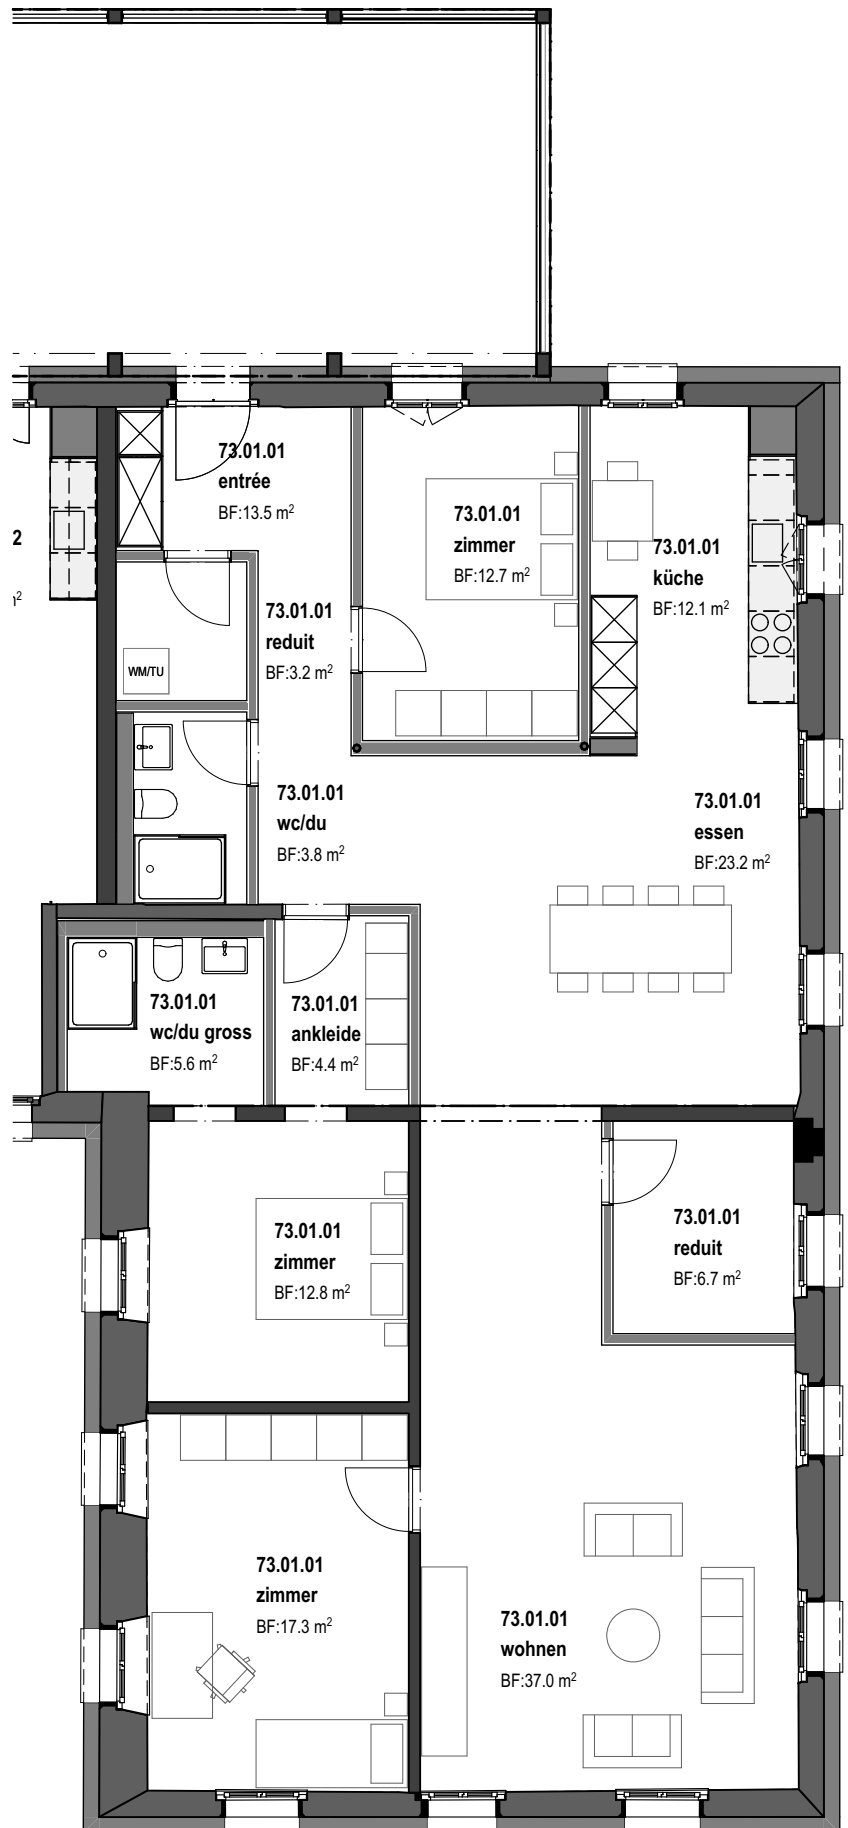 73.01.01
entrée
BF:13.5 m²
73.01.01
zimmer
BF:12.7 m²
2
73.01.01
küche
BF:12.1 m²
73.01.01
reduit
BF:3.2 m²
WM/TU
73.01.01
wc/du
BF:3.8 m²
73.01.01
essen
BF:23.2 m²
73.01.01
wc/du gross
BF:5.6 m²
73.01.01
ankleide
BF:4.4 m²
73.01.01
zimmer
BF:12.8 m²
73.01.01
reduit
BF:6.7 m²
73.01.01
zimmer
BF:17.3 m²
73.01.01
wohnen
BF:37.0 m²